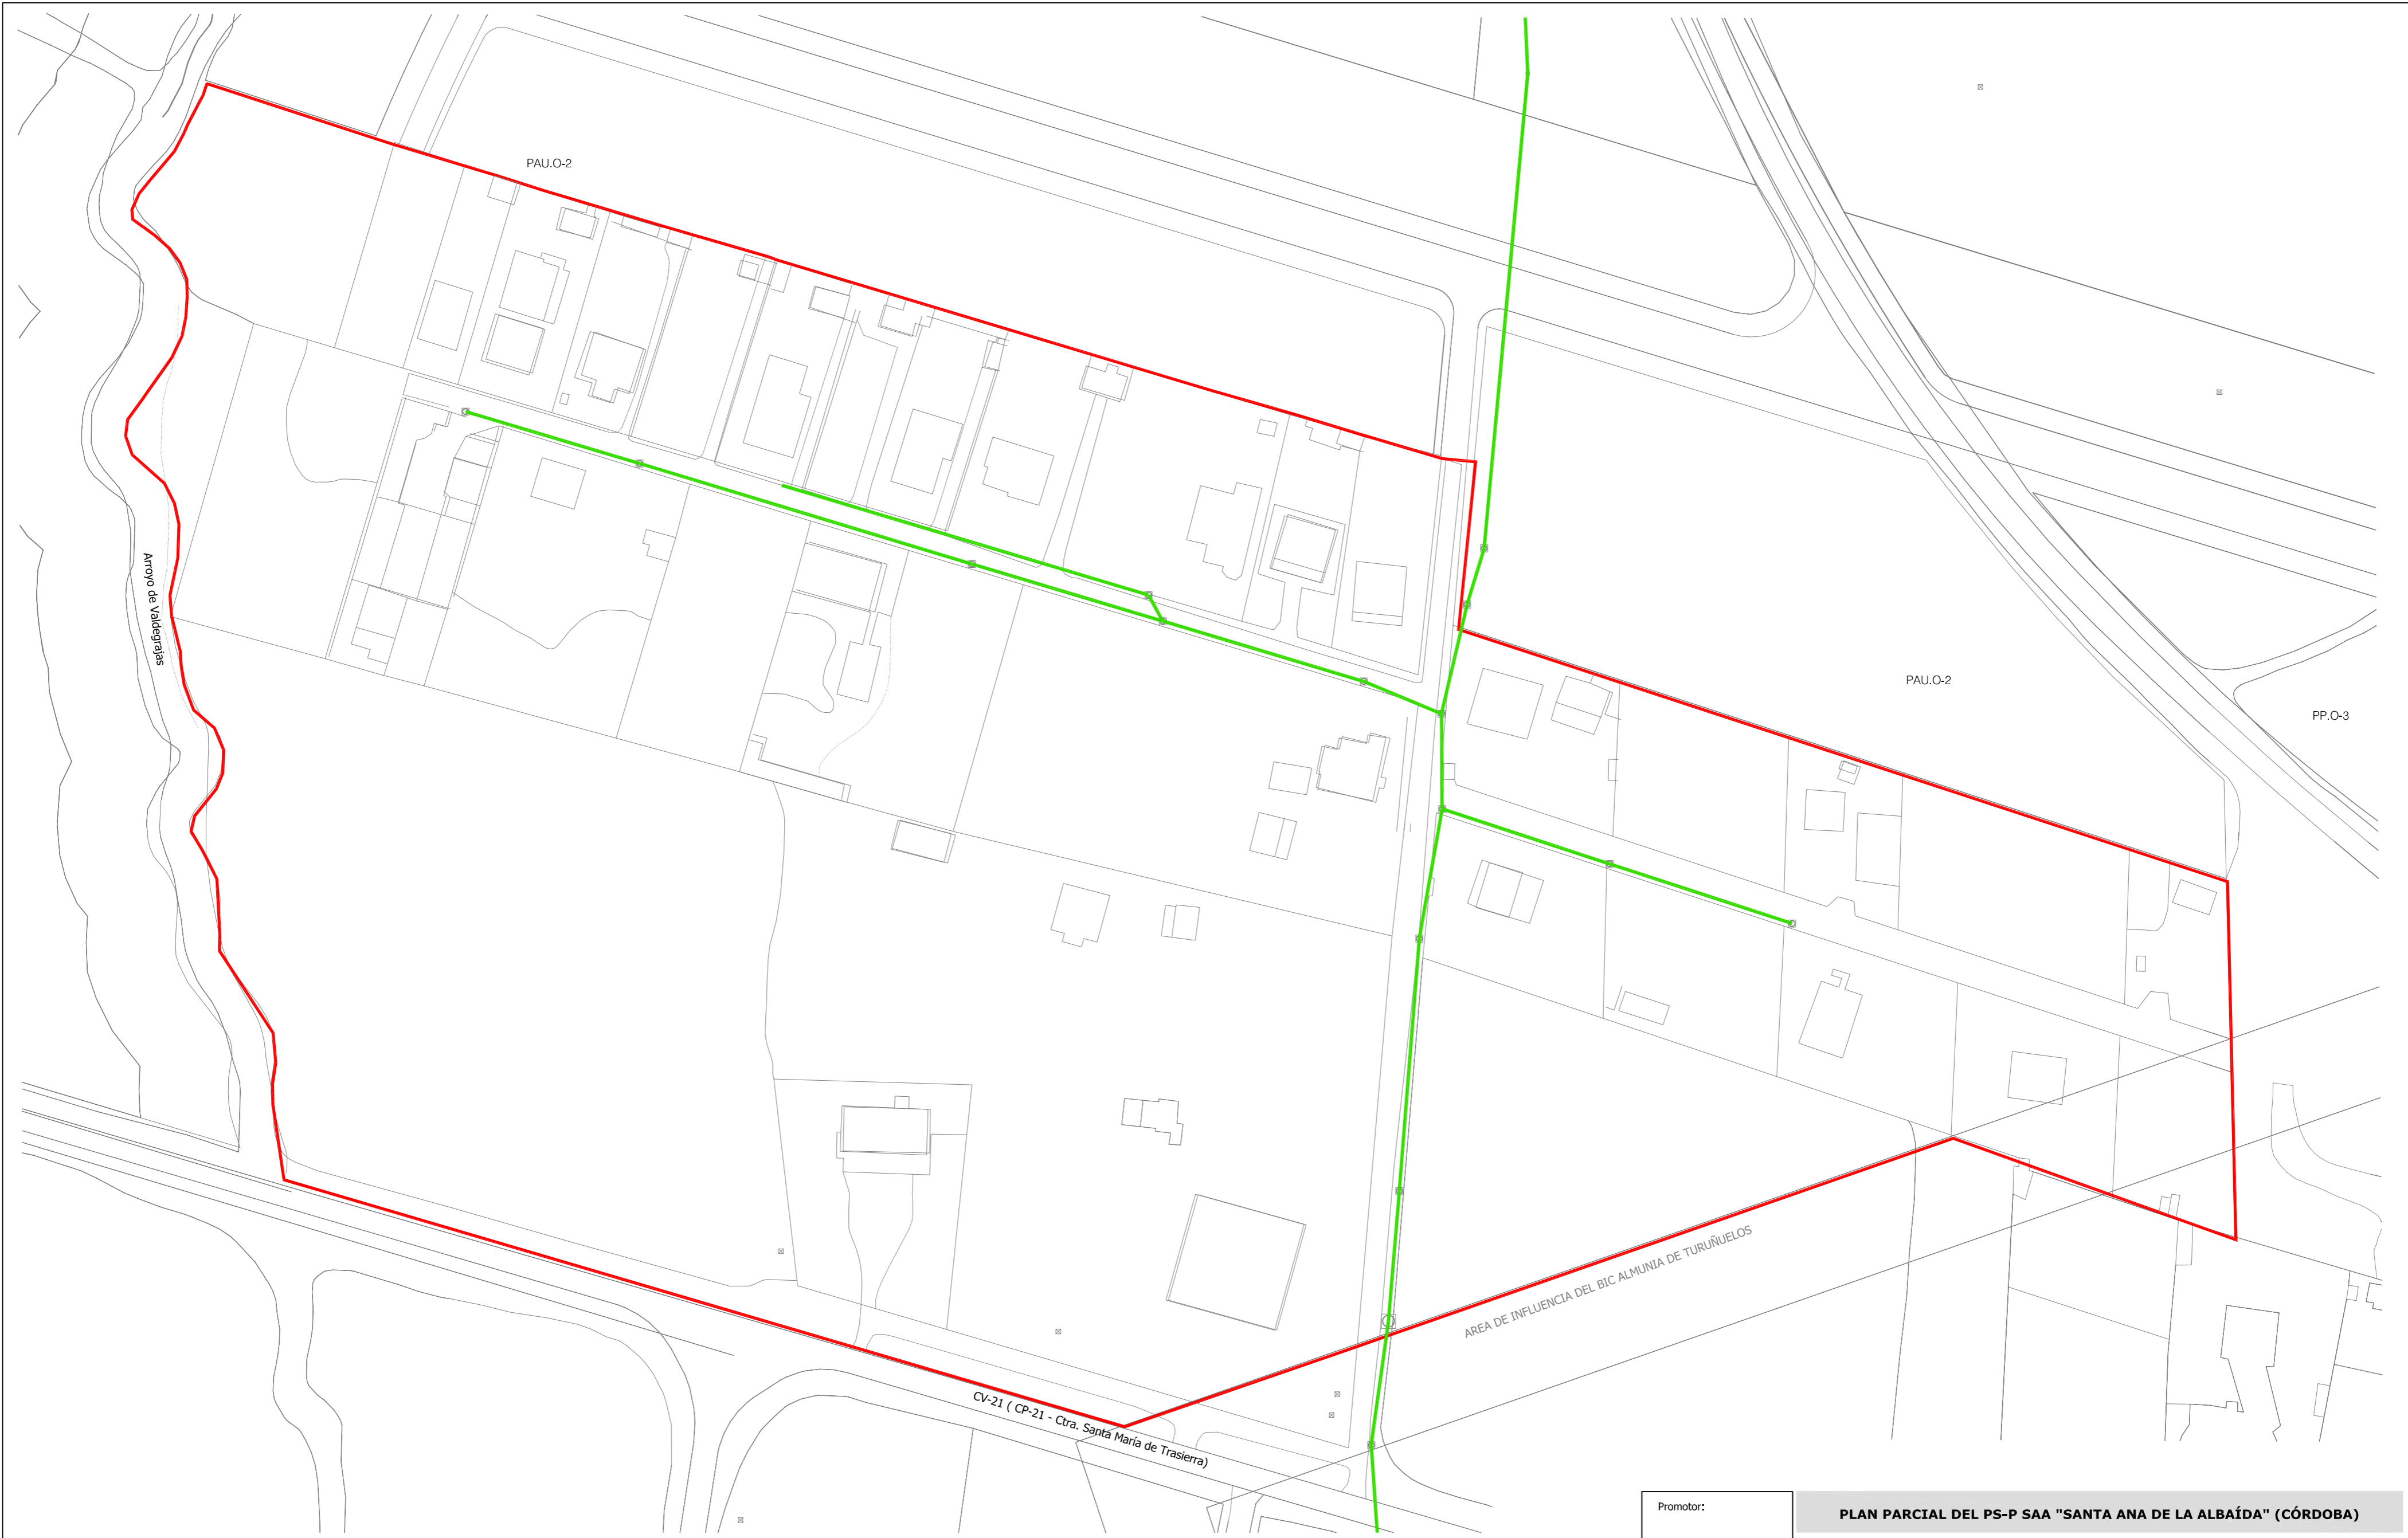 PAU.O-2
Arroyo de Valdegrajas
PAU.O-2
PP.O-3
AREA DE INFLUENCIA DEL BIC ALMUNIA DE TURUÑUELOS
CV-21 ( CP-21 - Ctra. Santa María de Trasierra)
Promotor:
PLAN PARCIAL DEL PS-P SAA "SANTA ANA DE LA ALBAÍDA" (CÓRDOBA)